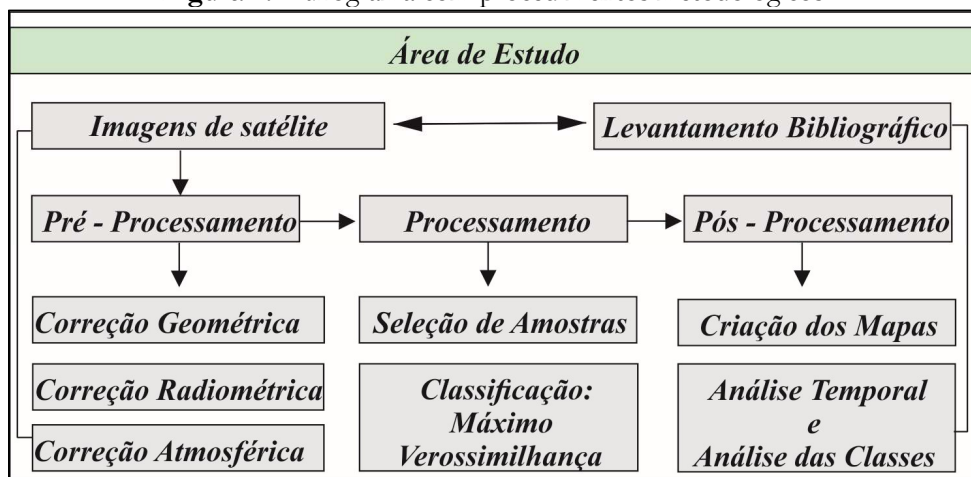 Área de Estudo
Imagens de satélite
Levantamento Bibliográfico
Pré - Processamento
Processamento
Pós - Processamento
Correção Geométrica
Seleção de Amostras
Criação dos Mapas
Correção Radiométrica
Correção Atmosférica
Classificação:
Máximo
Verossimilhança
Análise Temporal
e
Análise das Classes